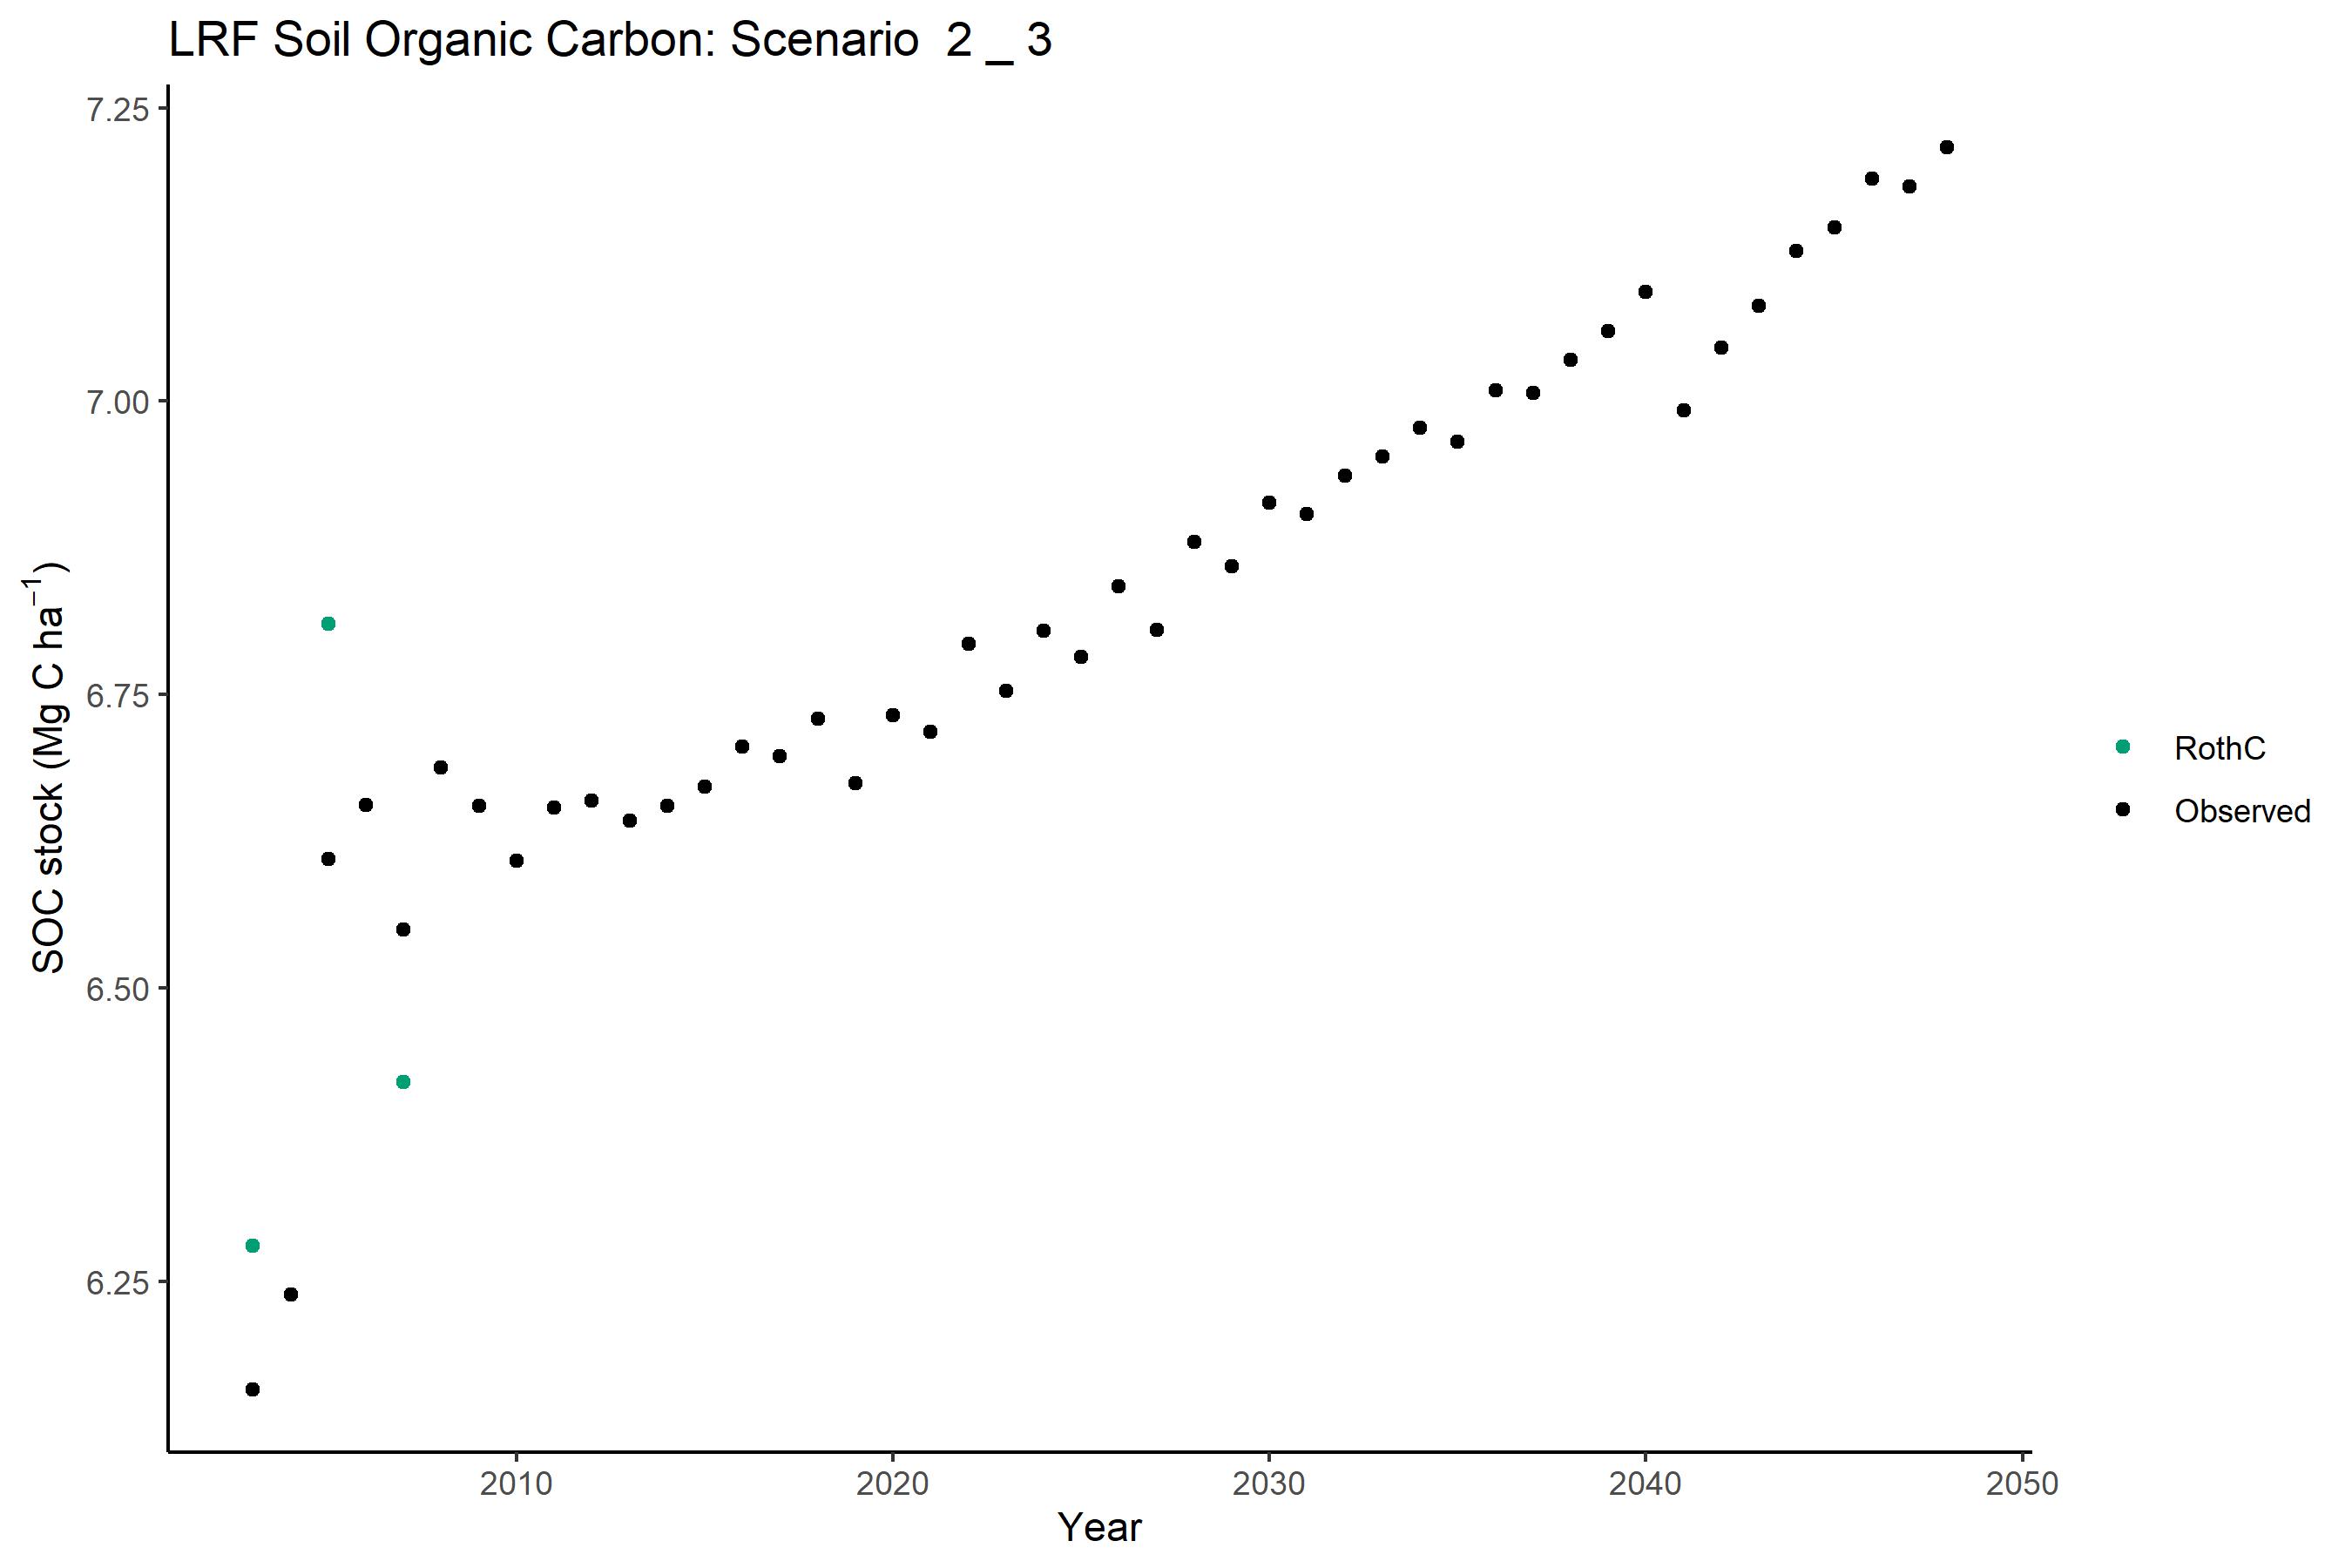 LRF Soil Organic Carbon: Scenario  2 _ 3
7.25
7.00
6.75
6.50
6.25
SOC stock (Mg C ha−1)
2010 2020 2030 2040 2050
Year
RothC
Observed